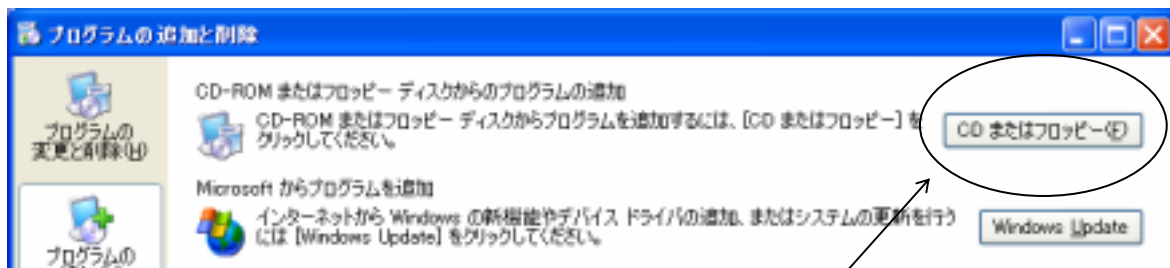 プログラムの追加と削除
プログラムの
変更と削除(H)
CD-ROM またはフロッピー ディスクからのプログラムの追加
CD-ROM またはフロッピー ディスクからプログラムを追加するには、[CD またはフロッピー] を
クリックしてください。
CD またはフロッピー(F)
Microsoft からプログラムを追加
インターネットから Windows の新機能やデバイス ドライバの追加、またはシステムの更新を行う
には [Windows Update] をクリックしてください。
Windows Update
プログラムの